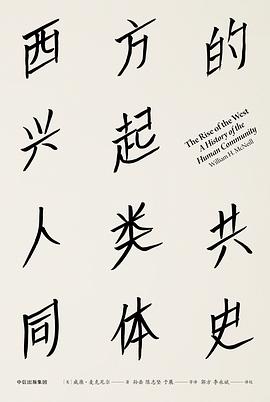 西方的
兴起
The Rise of the West
A History of the
Human Community
William H. McNeill
人类共
同体史
中信出版集团
[美]威廉·麦克尼尔——著 孙岳 陈志坚 于展——等译 郭方 李永斌——译校